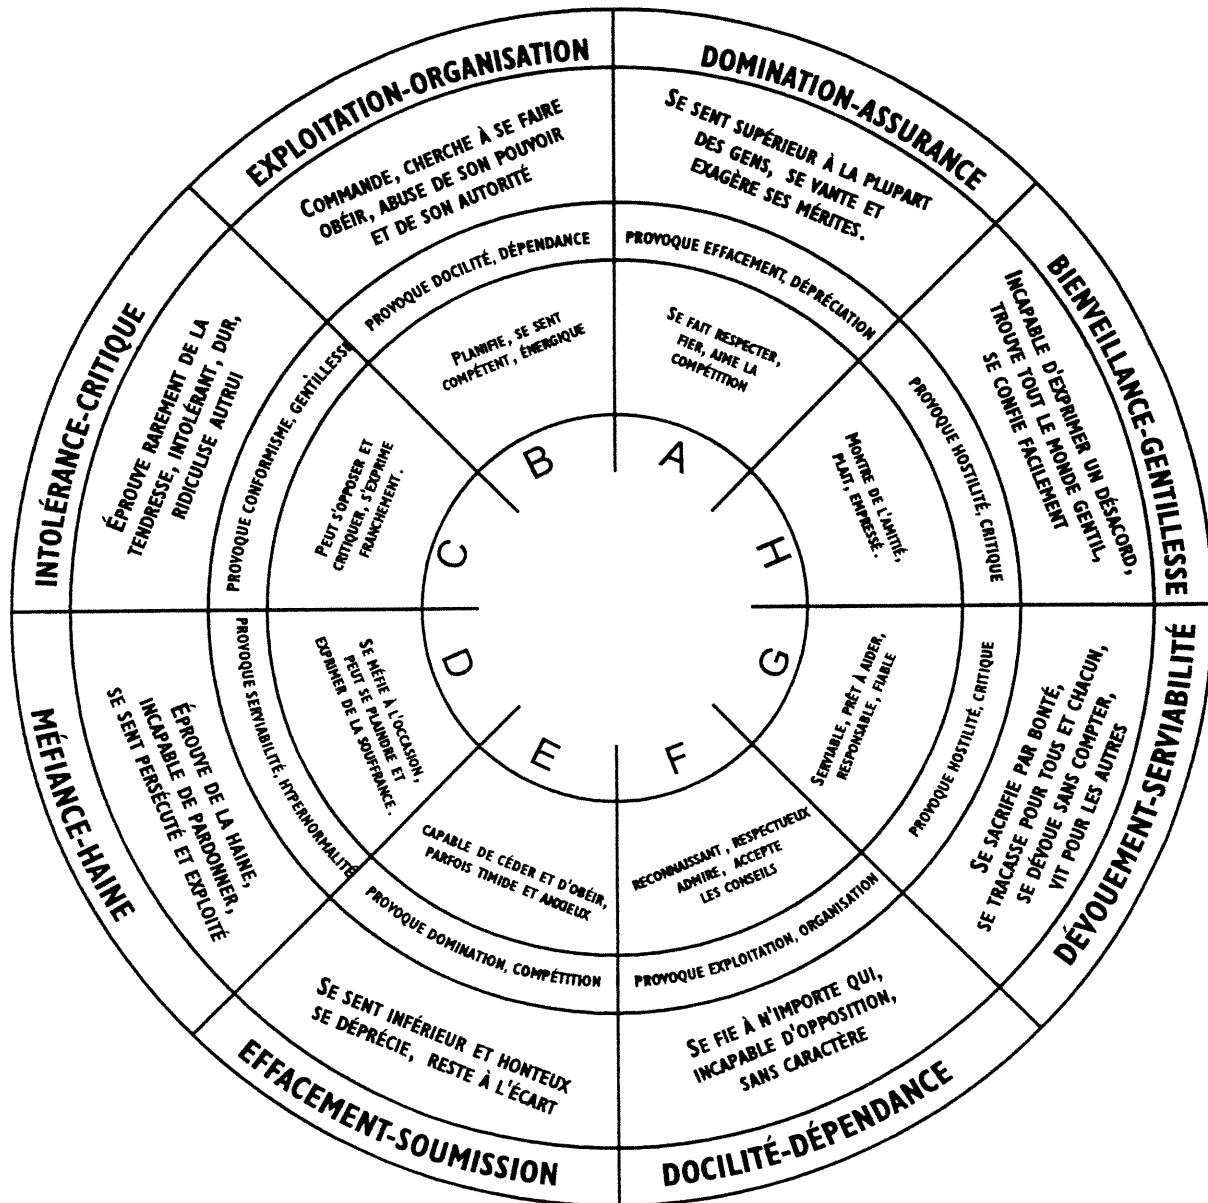 DOMINATION-ASSURANCE
SE SENT SUPÉRIEUR À LA PLUPART
DES GENS, SE VANTE ET
EXAGÈRE SES MÉRITES.
PROVOQUE EFFACEMENT, DÉPRÉCIATION
SE FAIT RESPECTER,
FIER, AIME LA
COMPÉTITION
A
BIENVEILLANCE-GENTILLESSE
INCAPABLE D'EXPRIMER UN DÉSACORD,
TROUVE TOUT LE MONDE GENTIL,
SE CONFIE FACILEMENT
PROVOQUE HOSTILITÉ, CRITIQUE
MONTRE DE L'AMITIÉ,
PLAIT, EMPRESSÉ.
H
DÉVOUEMENT-SERVIABILITÉ
SE SACRIFIE PAR BONTÉ,
SE TRACASSE POUR TOUS ET CHACUN,
SE DÉVOUE SANS COMPTER,
VIT POUR LES AUTRES
PROVOQUE HOSTILITÉ, CRITIQUE
SERVIABLE, PRÊT À AIDER,
RESPONSABLE, FIABLE
G
DOCILITÉ-DÉPENDANCE
SE FIE À N'IMPORTE QUI,
INCAPABLE D'OPPOSITION,
SANS CARACTÈRE
PROVOQUE EXPLOITATION, ORGANISATION
RECONNAISSANT, RESPECTUEUX
ADMIRE, ACCEPTE
LES CONSEILS
F
EFFACEMENT-SOUMISSION
SE SENT INFÉRIEUR ET HONTEUX
SE DÉPRÉCIE, RESTE À L'ÉCART
PROVOQUE DOMINATION, COMPÉTITION
CAPABLE DE CÉDER ET D'OBÉIR,
PARFOIS TIMIDE ET ANXIEUX
E
MÉFIANCE-HAINE
ÉPROUVE DE LA HAINE,
INCAPABLE DE PARDONNER,
SE SENT PERSÉCUTÉ ET EXPLOITÉ
PROVOQUE SERVIABILITÉ, HYPERNORMALITÉ
SE MÉFIE À L'OCCASION,
PEUT SE PLAINDRE ET
EXPRIMER DE LA SOUFFRANCE.
D
INTOLÉRANCE-CRITIQUE
ÉPROUVE RAREMENT DE LA
TENDRESSE, INTOLÉRANT, DUR,
RIDICULISE AUTRUI
PROVOQUE CONFORMISME, GENTILLESSE
PEUT S'OPPOSER ET
CRITIQUER, S'EXPRIME
FRANCHEMENT.
C
EXPLOITATION-ORGANISATION
COMMANDE, CHERCHE À SE FAIRE
OBÉIR, ABUSE DE SON POUVOIR
ET DE SON AUTORITÉ
PROVOQUE DOCILITÉ, DÉPENDANCE
PLANIFIE, SE SENT
COMPÉTENT, ÉNERGIQUE
B